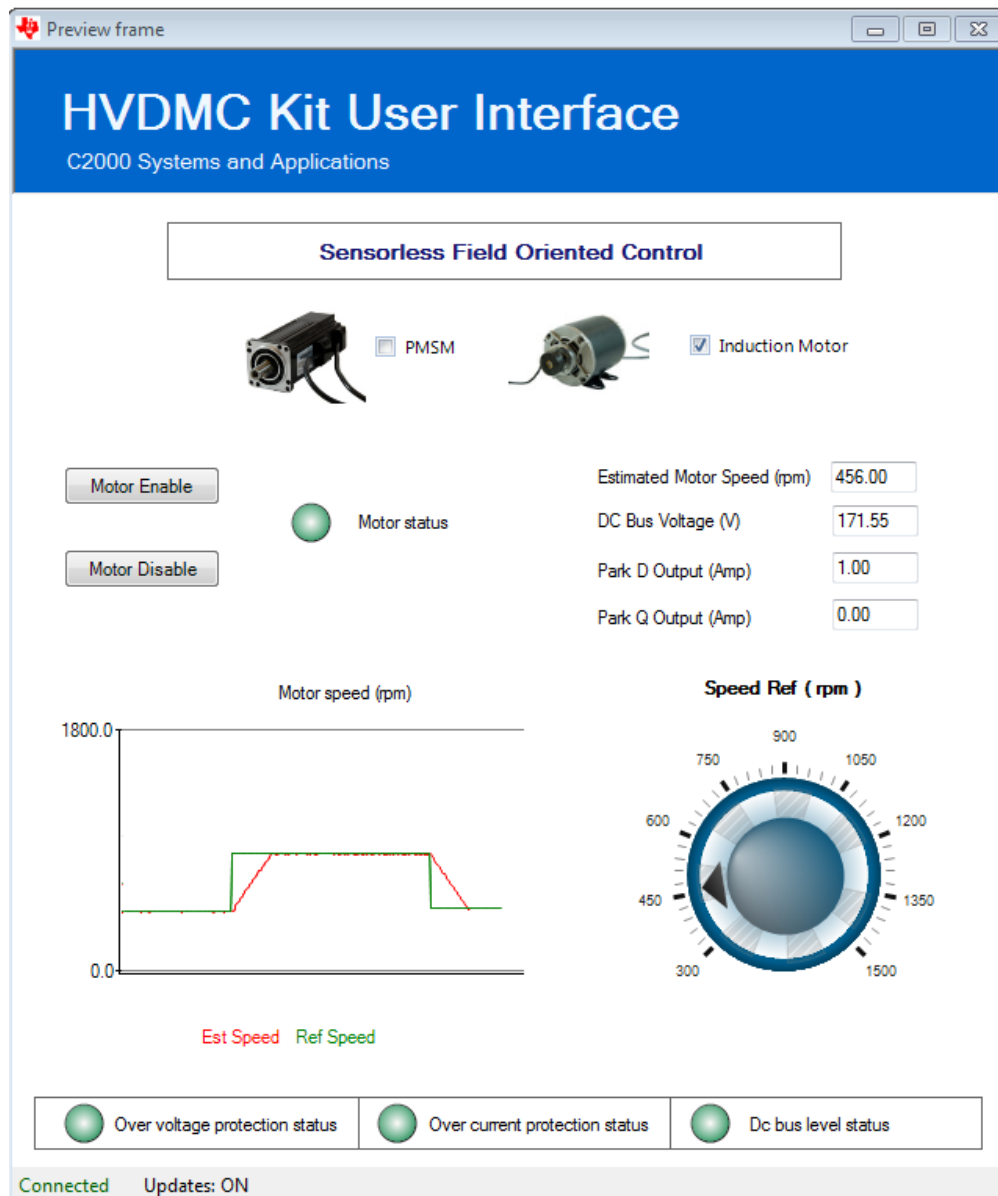 Preview frame
HVDMC Kit User Interface
C2000 Systems and Applications
Sensorless Field Oriented Control
PMSM
Induction Motor
Motor Enable
Motor status
Motor Disable
Estimated Motor Speed (rpm) 456.00
DC Bus Voltage (V) 171.55
Park D Output (Amp) 1.00
Park Q Output (Amp) 0.00
Motor speed (rpm)
1800.0
0.0
Est Speed Ref Speed
Speed Ref ( rpm )
300
450
600
750
900
1050
1200
1350
1500
Over voltage protection status
Over current protection status
Dc bus level status
Connected Updates: ON